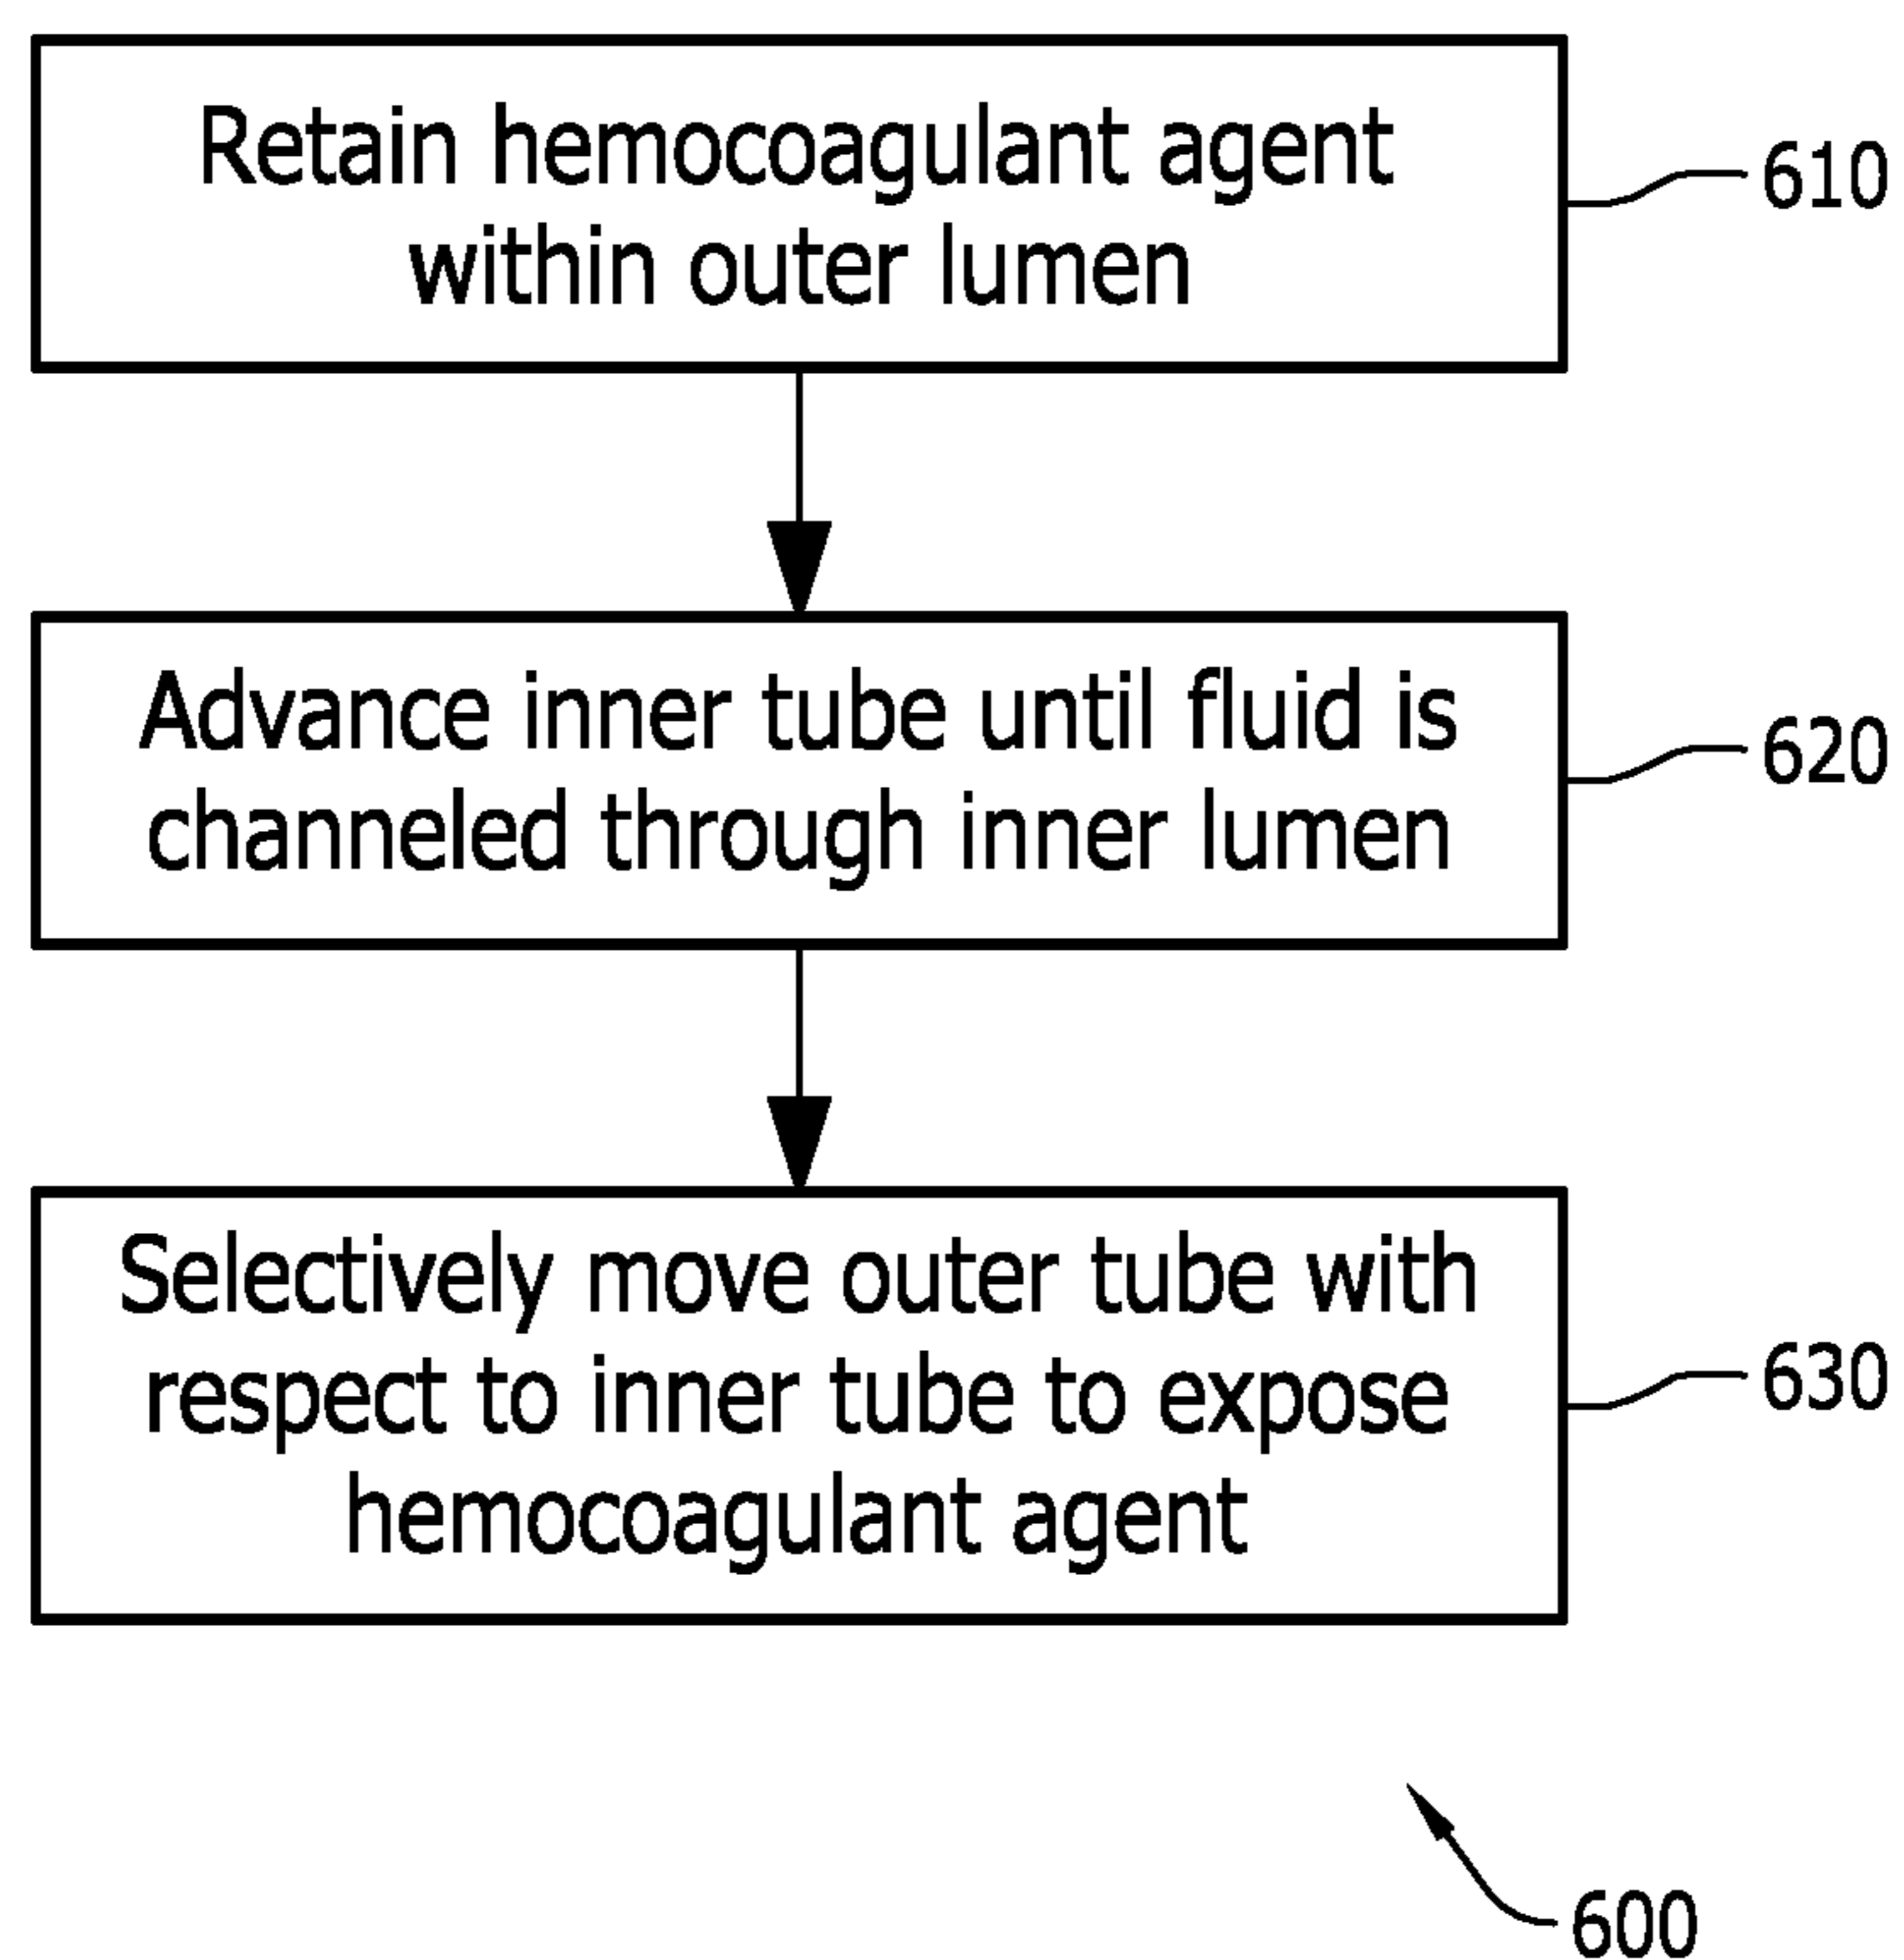 Retain hemocoagulant agent
within outer lumen
610
Advance inner tube until fluid is
channeled through inner lumen
620
Selectively move outer tube with
respect to inner tube to expose
hemocoagulant agent
630
600